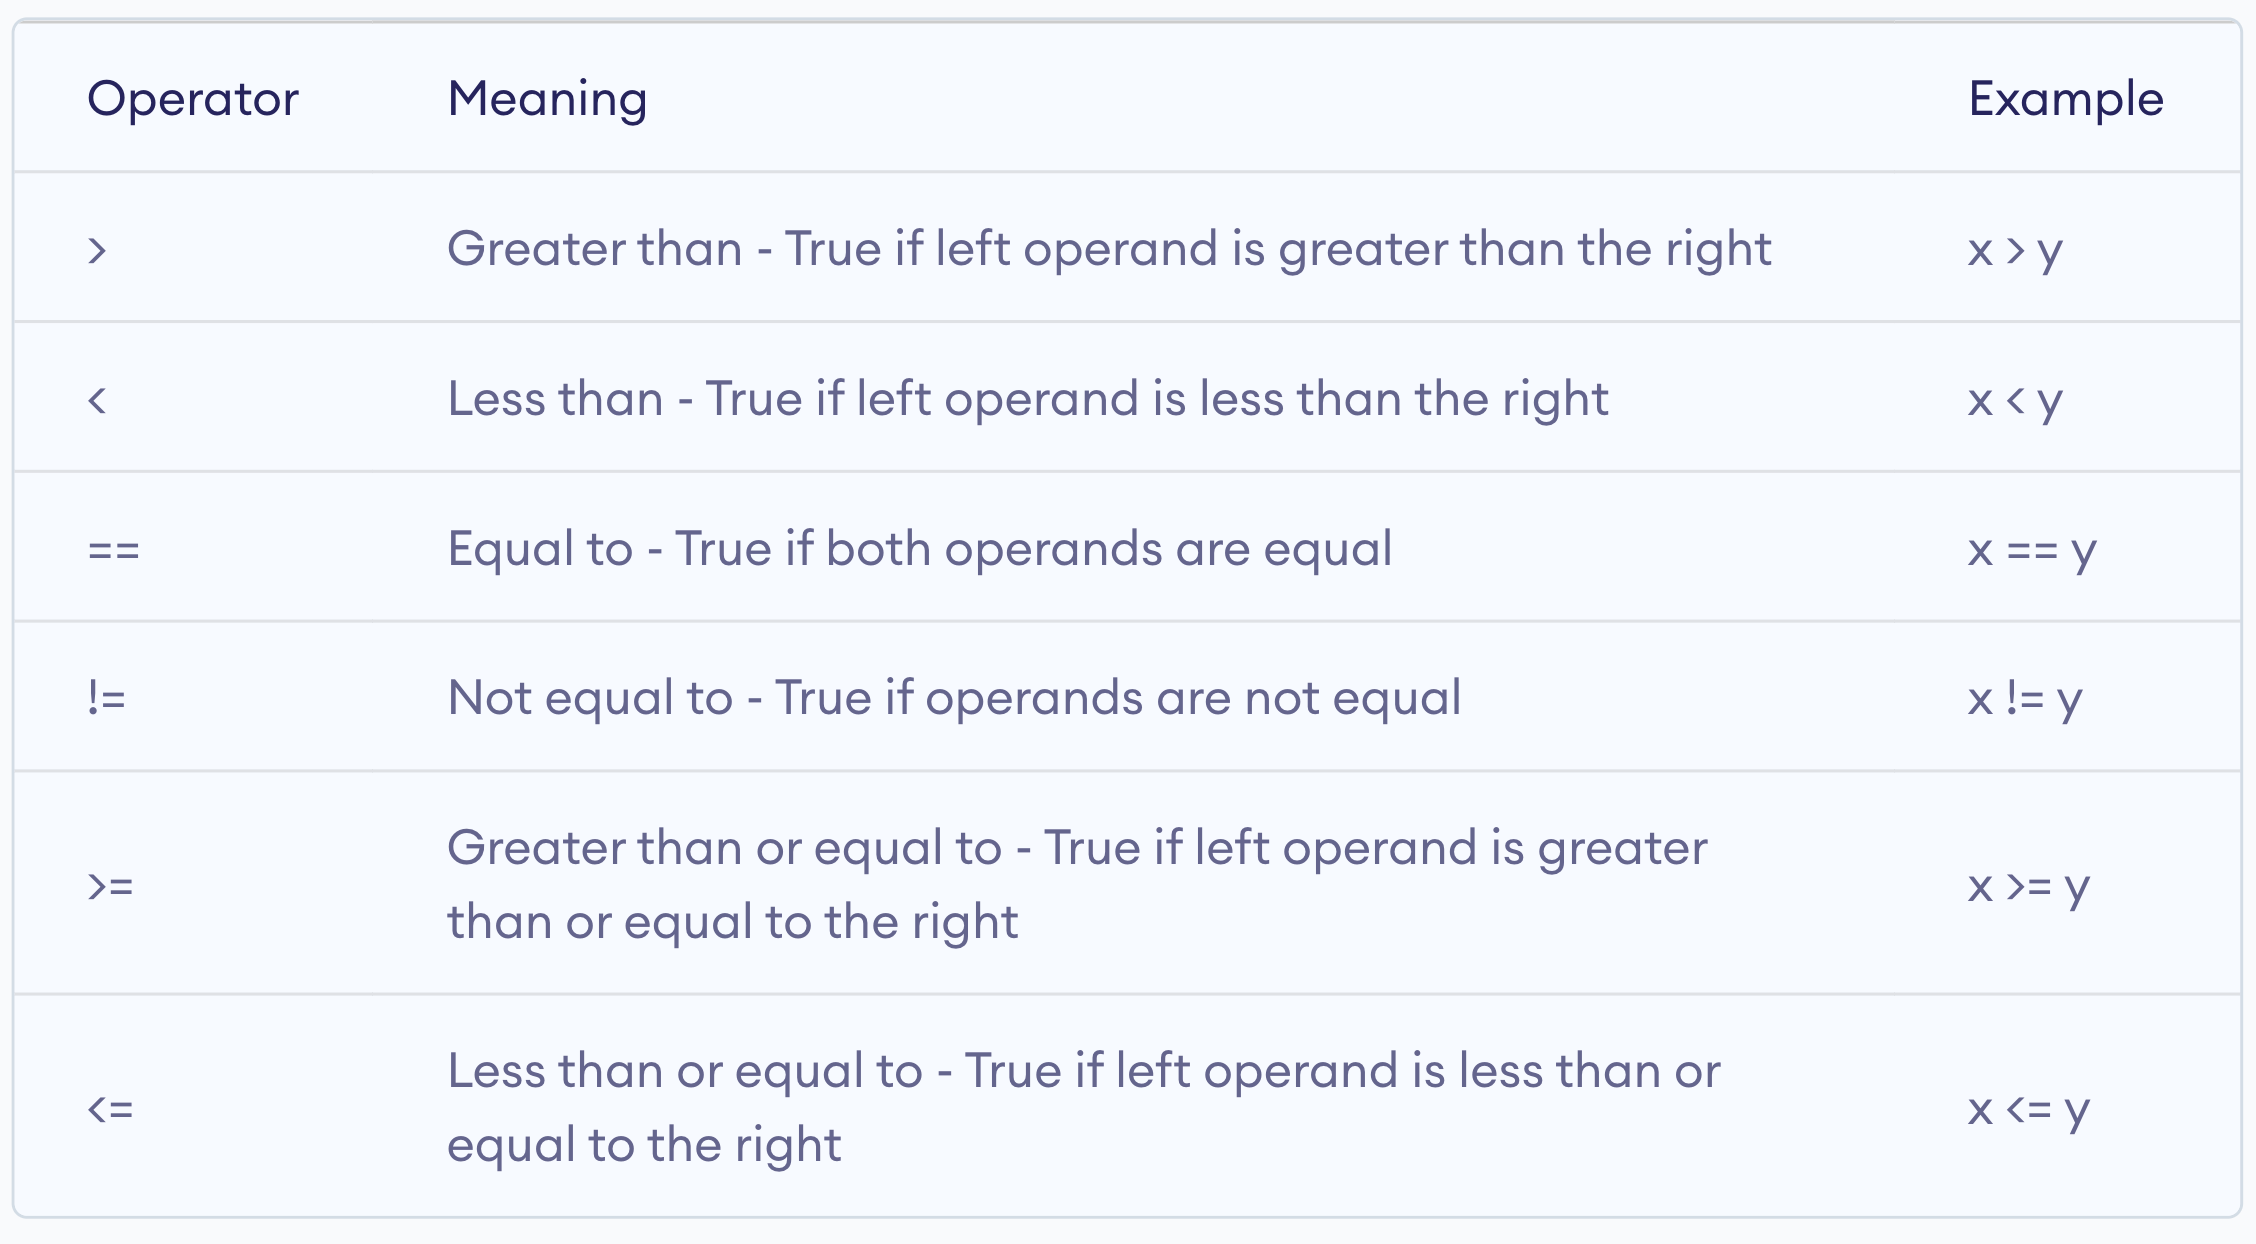 Operator Meaning Example
> Greater than - True if left operand is greater than the right x > y
< Less than - True if left operand is less than the right x < y
== Equal to - True if both operands are equal x == y
!= Not equal to - True if operands are not equal x != y
>= Greater than or equal to - True if left operand is greater
than or equal to the right x >= y
<= Less than or equal to - True if left operand is less than or
equal to the right x <= y